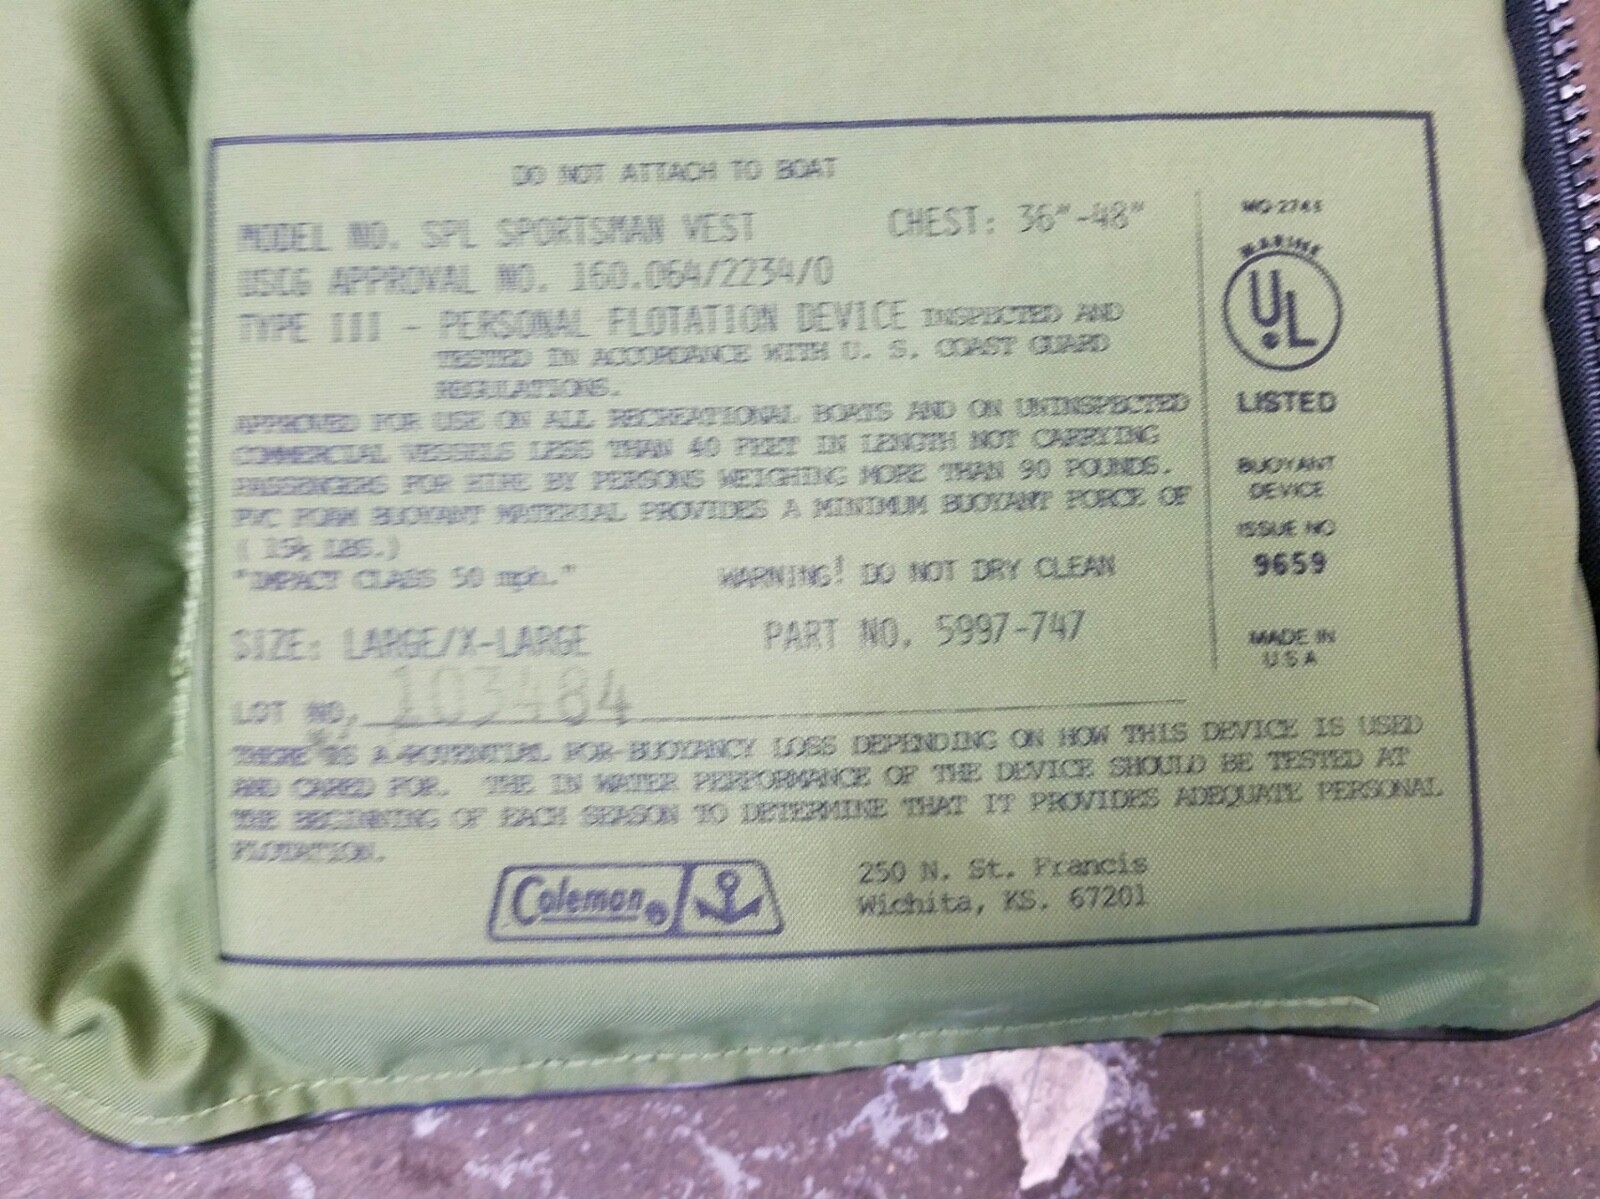 DO NOT ATTACH TO BOAT
MODEL NO. SPL SPORTSMAN VEST CHEST: 36"-48"
USCG APPROVAL NO. 160.064/2234/0
TYPE III - PERSONAL FLOTATION DEVICE INSPECTED AND
TESTED IN ACCORDANCE WITH U. S. COAST GUARD
REGULATIONS.
APPROVED FOR USE ON ALL RECREATIONAL BOATS AND ON UNINSPECTED
COMMERCIAL VESSELS LESS THAN 40 FEET IN LENGTH NOT CARRYING
PASSENGERS FOR HIRE BY PERSONS WEIGHING MORE THAN 90 POUNDS.
PVC FOAM BUOYANT MATERIAL PROVIDES A MINIMUM BUOYANT FORCE OF
( 15½ LBS.)
"IMPACT CLASS 50 mph." WARNING! DO NOT DRY CLEAN
SIZE: LARGE/X-LARGE PART NO. 5997-747
LOT NO. 103484
THERE IS A POTENTIAL FOR BUOYANCY LOSS DEPENDING ON HOW THIS DEVICE IS USED
AND CARED FOR. THE IN WATER PERFORMANCE OF THE DEVICE SHOULD BE TESTED AT
THE BEGINNING OF EACH SEASON TO DETERMINE THAT IT PROVIDES ADEQUATE PERSONAL
FLOTATION.
Coleman®
250 N. St. Francis
Wichita, KS. 67201
MARINE
UL
LISTED
BUOYANT
DEVICE
ISSUE NO
9659
MADE IN
USA